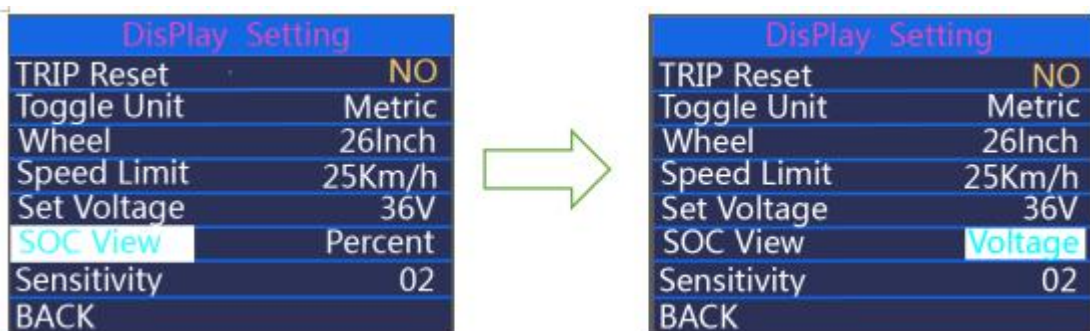 DisPlay Setting
TRIP Reset NO
Toggle Unit Metric
Wheel 26Inch
Speed Limit 25Km/h
Set Voltage 36V
SOC View Percent
Sensitivity 02
BACK
DisPlay Setting
TRIP Reset NO
Toggle Unit Metric
Wheel 26Inch
Speed Limit 25Km/h
Set Voltage 36V
SOC View Voltage
Sensitivity 02
BACK